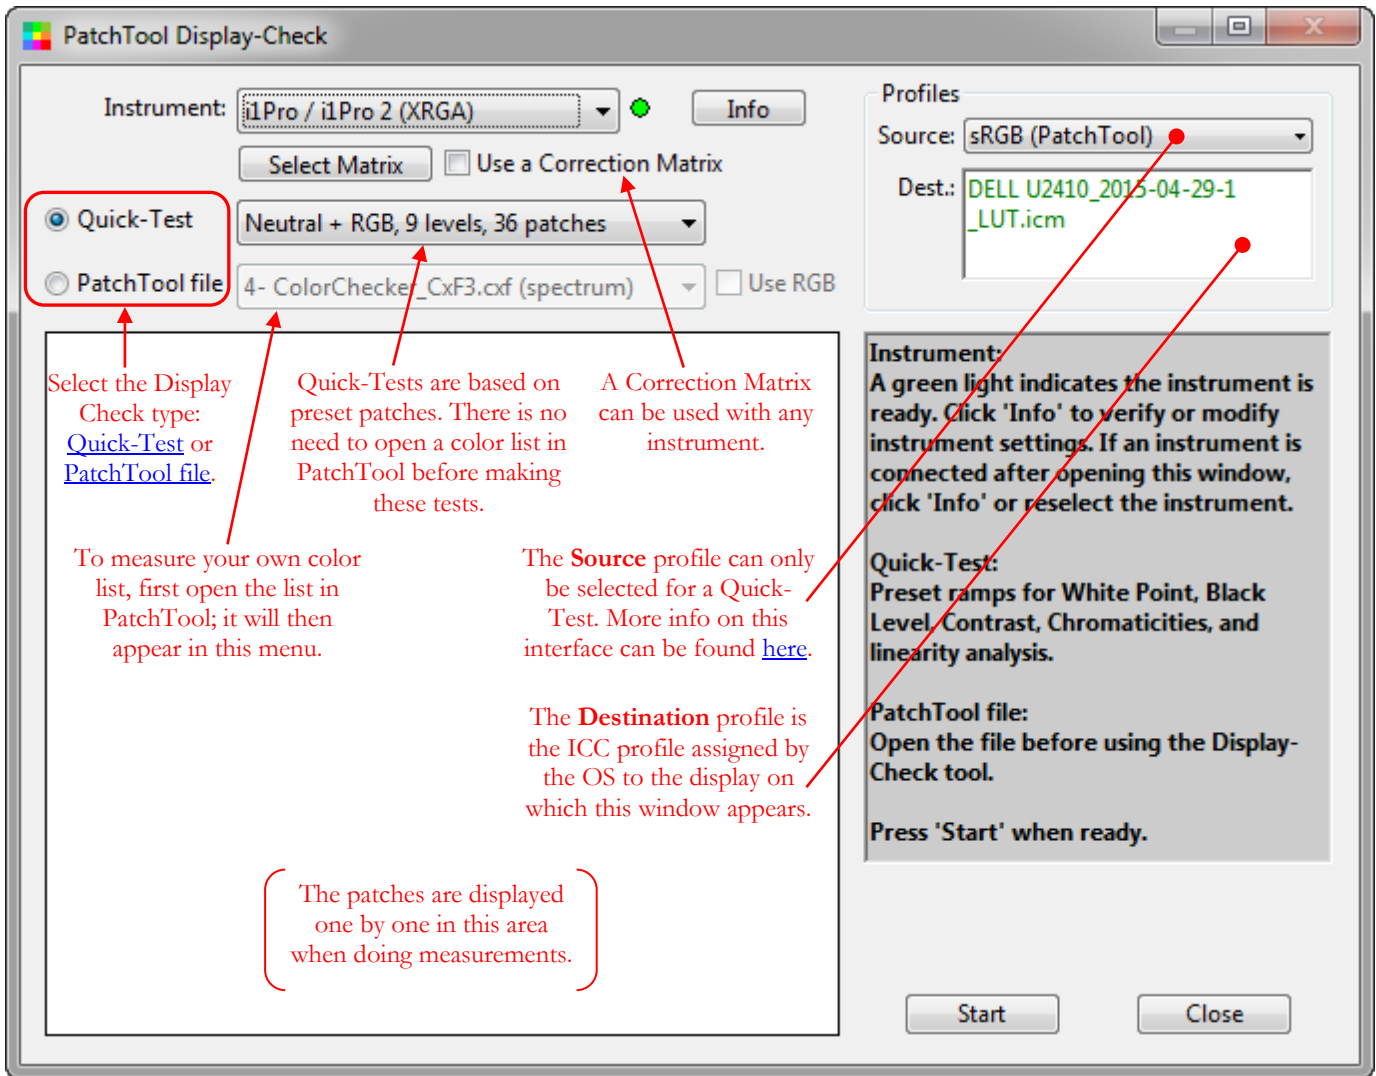 PatchTool Display-Check
Instrument:
i1Pro / i1Pro 2 (XRGA)
Info
Select Matrix
Use a Correction Matrix
Quick-Test
Neutral + RGB, 9 levels, 36 patches
PatchTool file
4- ColorChecker_CxF3.cxf (spectrum)
Use RGB
Profiles
Source:
sRGB (PatchTool)
Dest.:
DELL U2410_2015-04-29-1
_LUT.icm
Select the Display
Check type:
Quick-Test or
PatchTool file.
Quick-Tests are based on
preset patches. There is no
need to open a color list in
PatchTool before making
these tests.
A Correction Matrix
can be used with any
instrument.
To measure your own color
list, first open the list in
PatchTool; it will then
appear in this menu.
The Source profile can only
be selected for a Quick-
Test. More info on this
interface can be found here.
The Destination profile is
the ICC profile assigned by
the OS to the display on
which this window appears.
The patches are displayed
one by one in this area
when doing measurements.
Instrument:
A green light indicates the instrument is
ready. Click 'Info' to verify or modify
instrument settings. If an instrument is
connected after opening this window,
click 'Info' or reselect the instrument.
Quick-Test:
Preset ramps for White Point, Black
Level, Contrast, Chromaticities, and
linearity analysis.
PatchTool file:
Open the file before using the Display-
Check tool.
Press 'Start' when ready.
Start
Close